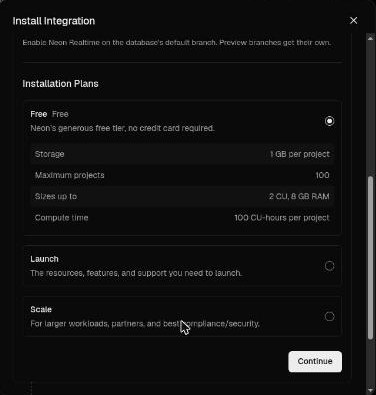 Install Integration
Enable Neon Realtime on the database's default branch. Preview branches get their own.
Installation Plans
Free Free
Neon's generous free tier, no credit card required.
Storage 1 GB per project
Maximum projects 100
Sizes up to 2 CU, 8 GB RAM
Compute time 100 CU-hours per project
Launch
The resources, features, and support you need to launch.
Scale
For larger workloads, partners, and best compliance/security.
Continue